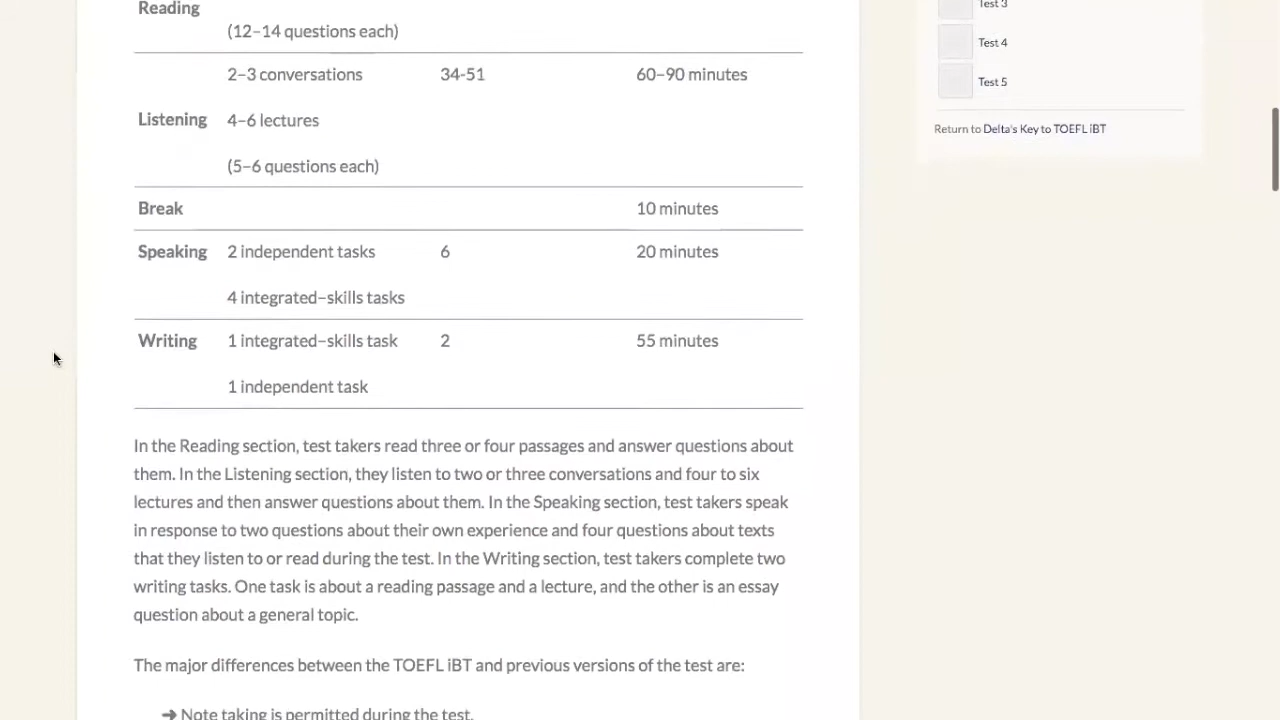 Reading
(12–14 questions each)
2–3 conversations 34-51 60–90 minutes
Listening 4–6 lectures
(5–6 questions each)
Break 10 minutes
Speaking 2 independent tasks 6 20 minutes
4 integrated–skills tasks
Writing 1 integrated–skills task 2 55 minutes
1 independent task
In the Reading section, test takers read three or four passages and answer questions about
them. In the Listening section, they listen to two or three conversations and four to six
lectures and then answer questions about them. In the Speaking section, test takers speak
in response to two questions about their own experience and four questions about texts
that they listen to or read during the test. In the Writing section, test takers complete two
writing tasks. One task is about a reading passage and a lecture, and the other is an essay
question about a general topic.
The major differences between the TOEFL iBT and previous versions of the test are:
➔ Note taking is permitted during the test.
Test 3
Test 4
Test 5
Return to Delta's Key to TOEFL iBT